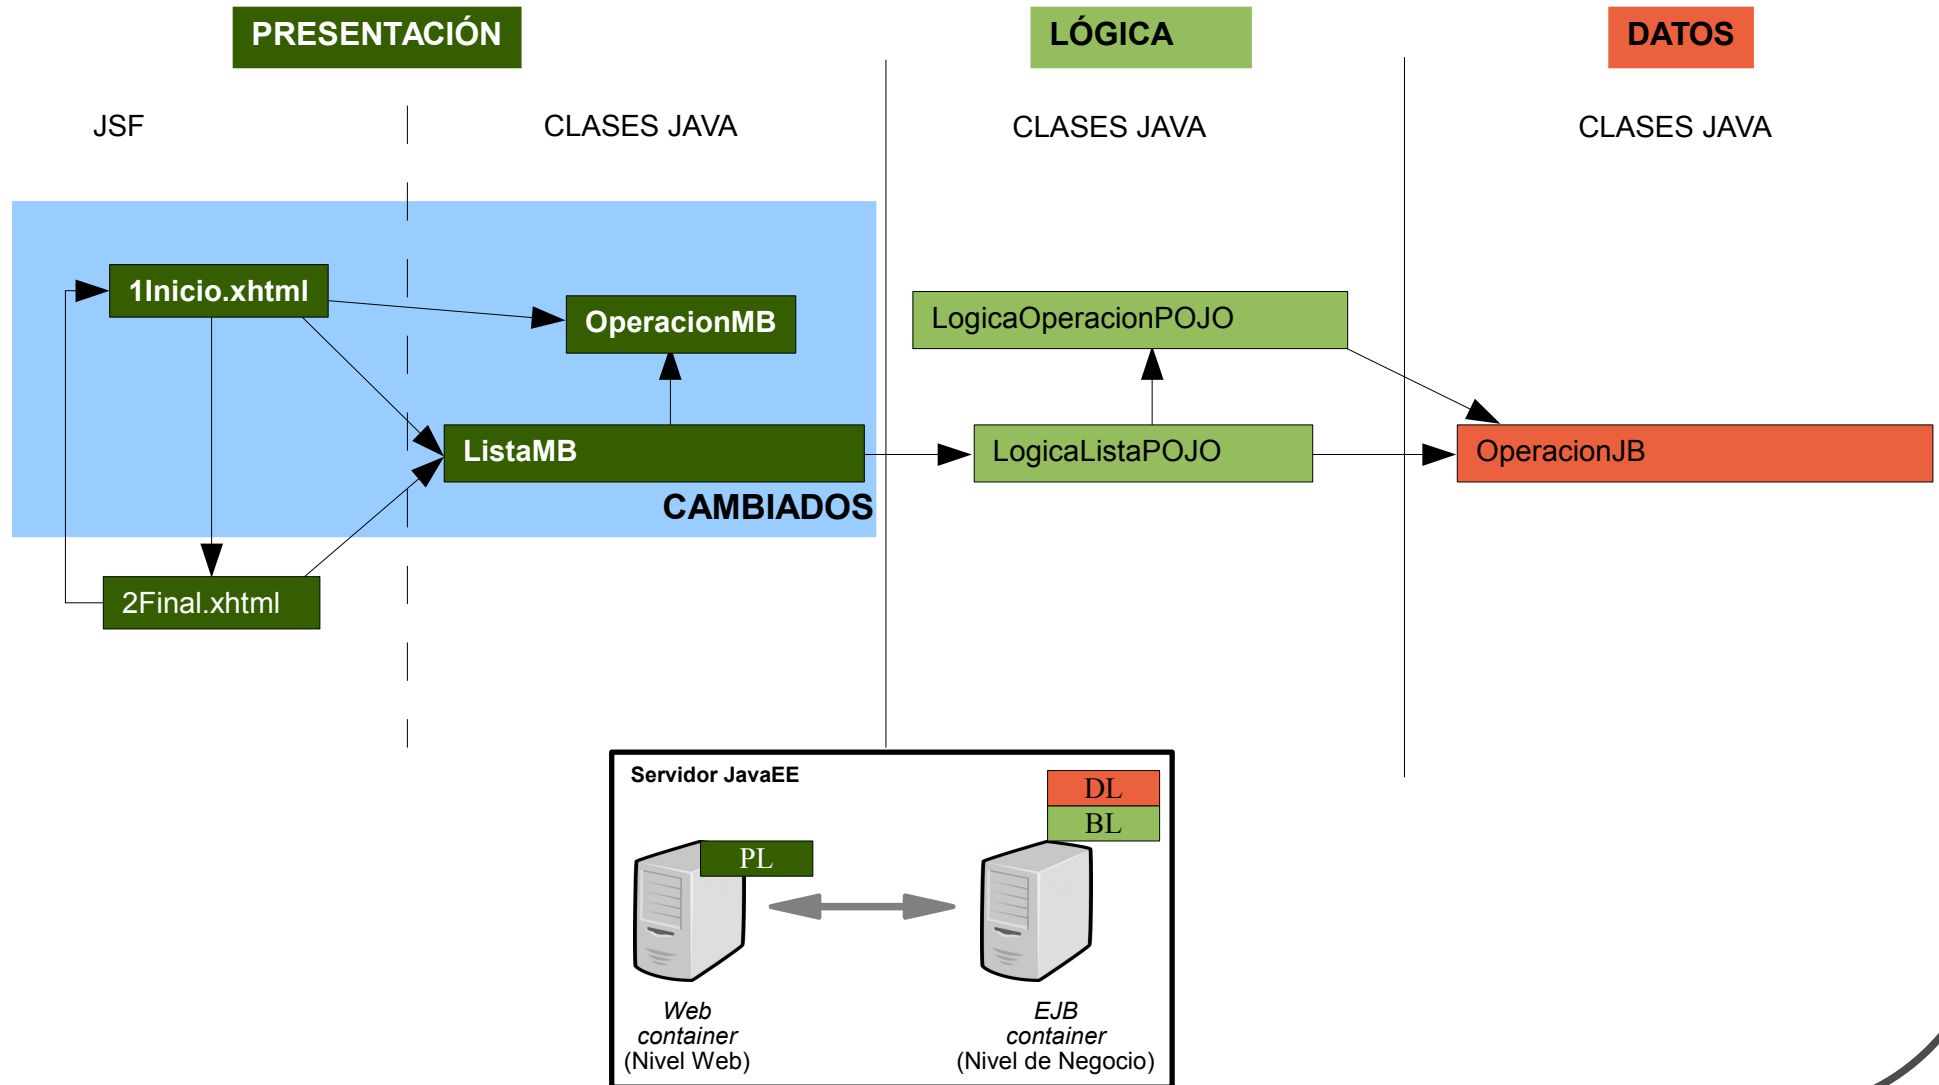 PRESENTACIÓN
LÓGICA
DATOS
JSF
CLASES JAVA
CLASES JAVA
CLASES JAVA
1Inicio.xhtml
OperacionMB
LogicaOperacionPOJO
ListaMB
LogicaListaPOJO
OperacionJB
CAMBIADOS
2Final.xhtml
Servidor JavaEE
DL
BL
PL
Web
container
(Nivel Web)
EJB
container
(Nivel de Negocio)